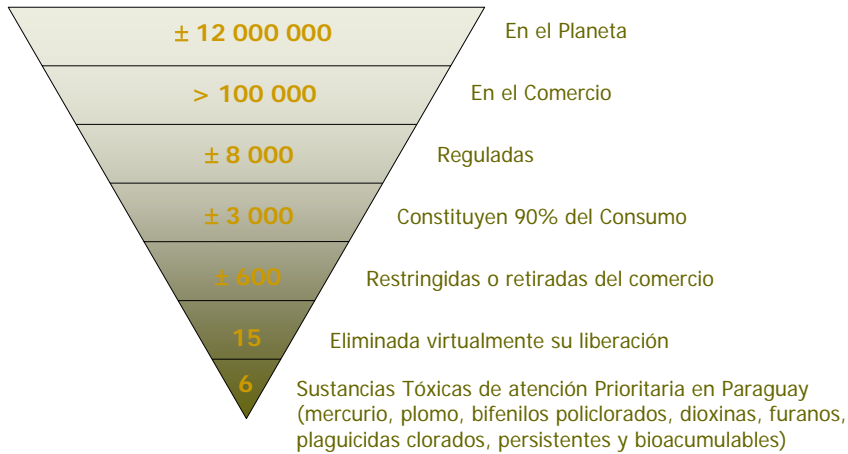 ± 12 000 000 En el Planeta
> 100 000 En el Comercio
± 8 000 Reguladas
± 3 000 Constituyen 90% del Consumo
± 600 Restringidas o retiradas del comercio
15 Eliminada virtualmente su liberación
6 Sustancias Tóxicas de atención Prioritaria en Paraguay
(mercurio, plomo, bifenilos policlorados, dioxinas, furanos,
plaguicidas clorados, persistentes y bioacumulables)